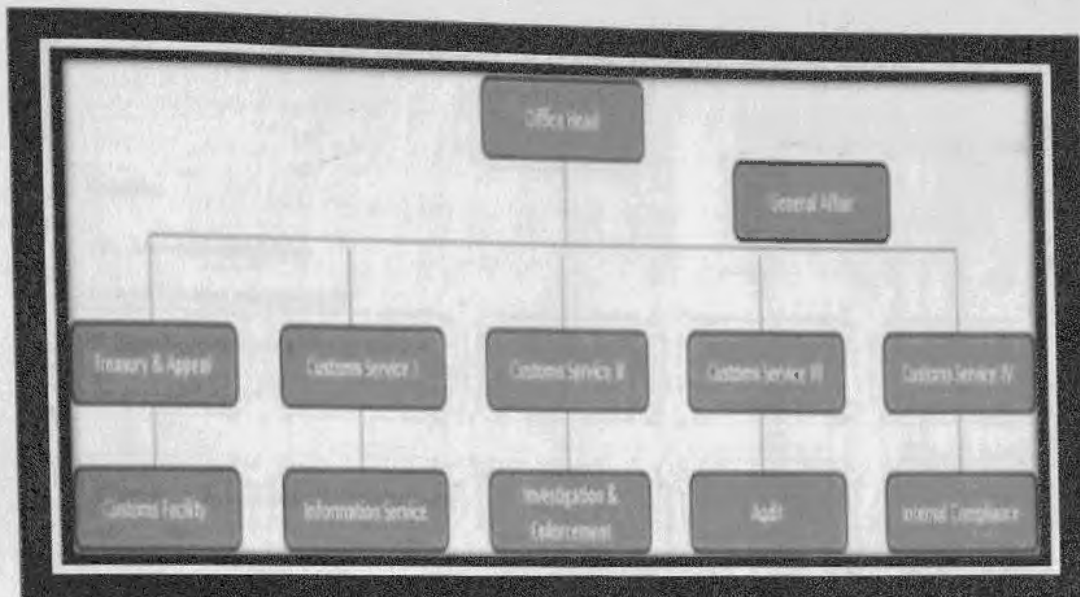 Office Head
General Affair
Treasury & Appeal
Customs Service I
Customs Service II
Customs Service III
Customs Service IV
Customs Facility
Information Service
Investigation &
Enforcement
Audit
Internal Compliance